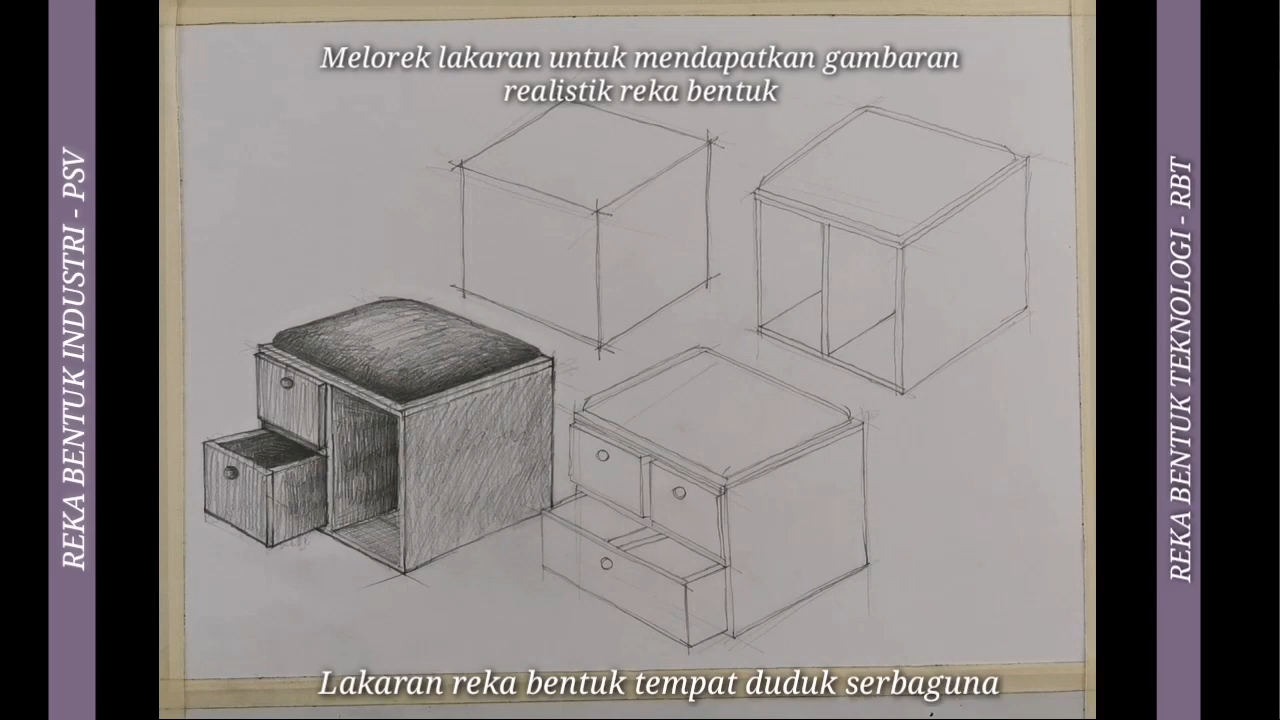 Melorek lakaran untuk mendapatkan gambaran
realistik reka bentuk
REKA BENTUK INDUSTRI - PSV
REKA BENTUK TEKNOLOGI - RBT
Lakaran reka bentuk tempat duduk serbaguna